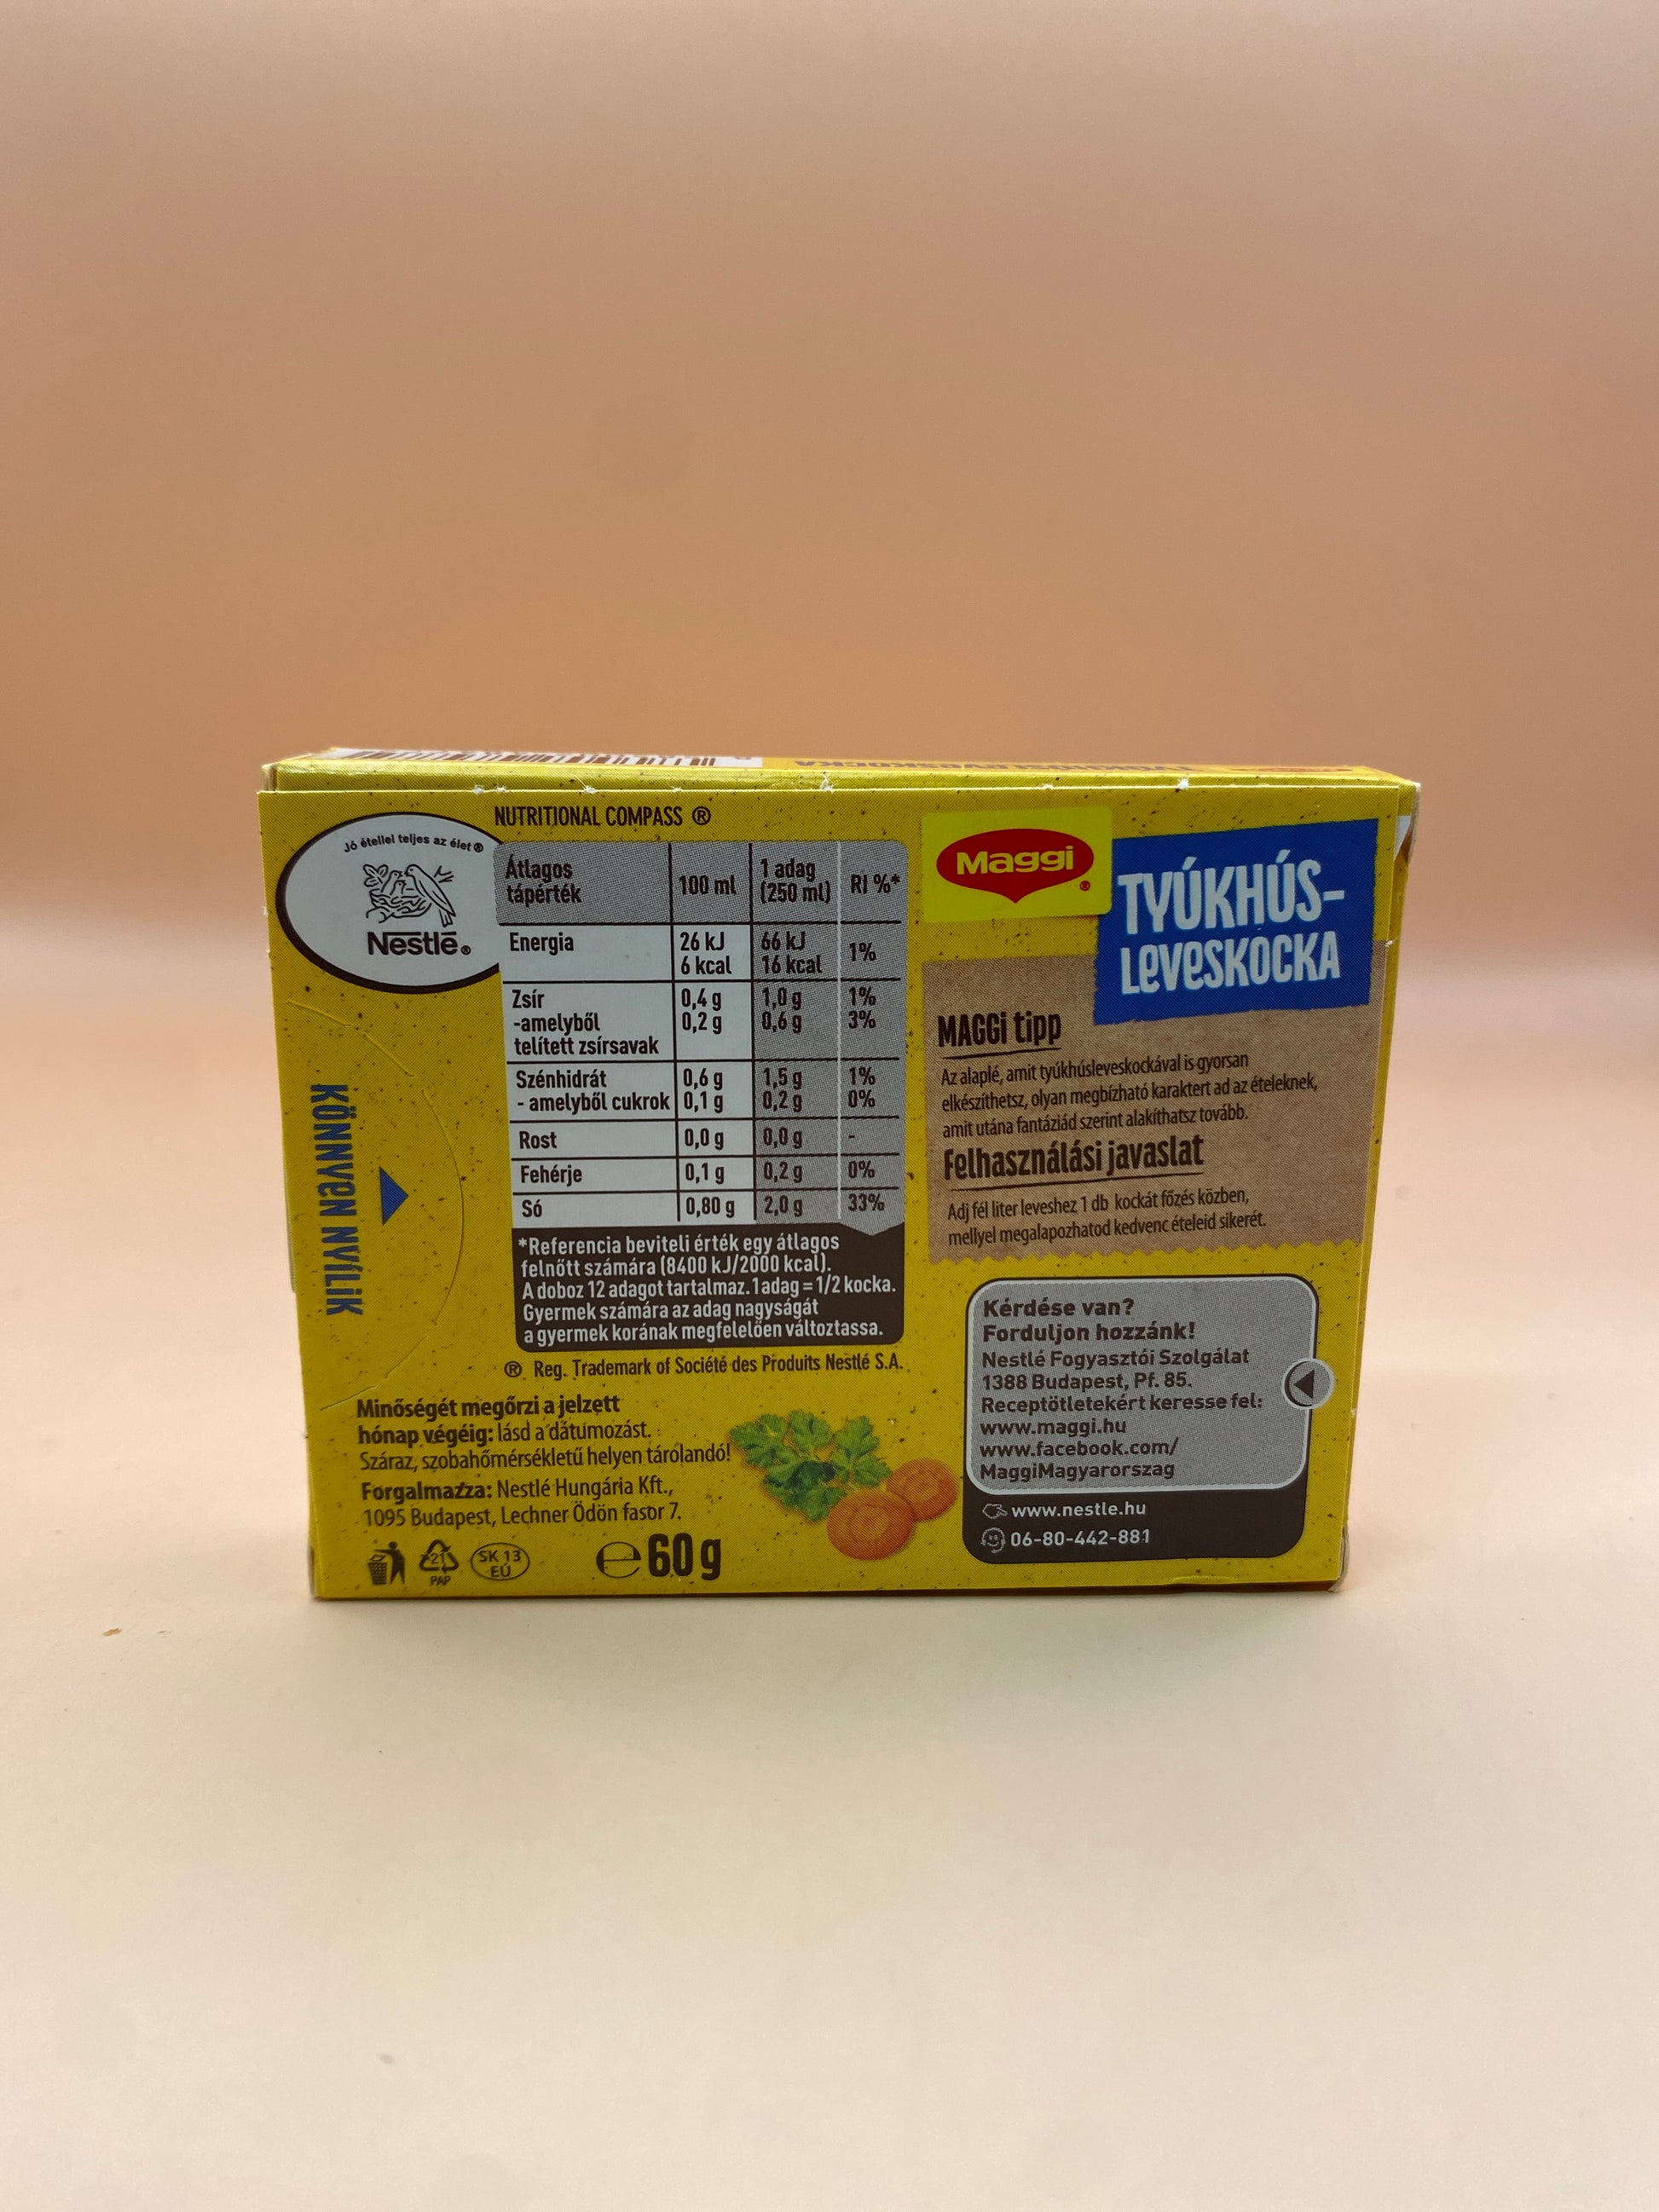 TYÚKHÚSLEVESKOCKA
Jó étellel teljes az élet ®
Nestlé®
KÖNNYEN NYÍLIK
NUTRITIONAL COMPASS ®
Átlagos tápérték 100 ml 1 adag (250 ml) RI %*
Energia 26 kJ 66 kJ 1%
6 kcal 16 kcal
Zsír 0,4 g 1,0 g 1%
-amelyből 0,2 g 0,6 g 3%
telített zsírsavak
Szénhidrát 0,6 g 1,5 g 1%
- amelyből cukrok 0,1 g 0,2 g 0%
Rost 0,0 g 0,0 g -
Fehérje 0,1 g 0,2 g 0%
Só 0,80 g 2,0 g 33%
*Referencia beviteli érték egy átlagos
felnőtt számára (8400 kJ/2000 kcal).
A doboz 12 adagot tartalmaz. 1 adag = 1/2 kocka.
Gyermek számára az adag nagyságát
a gyermek korának megfelelően változtassa.
® Reg. Trademark of Société des Produits Nestlé S.A.
Minőségét megőrzi a jelzett
hónap végéig: lásd a dátumozást.
Száraz, szobahőmérsékletű helyen tárolandó!
Forgalmazza: Nestlé Hungária Kft.,
1095 Budapest, Lechner Ödön fasor 7.
21
PAP
SK 13
EÚ
e 60 g
Maggi®
TYÚKHÚS-
LEVESKOCKA
MAGGI tipp
Az alaplé, amit tyúkhúsleveskockával is gyorsan
elkészíthetsz, olyan megbízható karaktert ad az ételeknek,
amit utána fantáziád szerint alakíthatsz tovább.
Felhasználási javaslat
Adj fél liter leveshez 1 db kockát főzés közben,
mellyel megalapozhatod kedvenc ételeid sikerét.
Kérdése van?
Forduljon hozzánk!
Nestlé Fogyasztói Szolgálat
1388 Budapest, Pf. 85.
Receptötletekért keresse fel:
www.maggi.hu
www.facebook.com/
MaggiMagyarorszag
www.nestle.hu
06-80-442-881